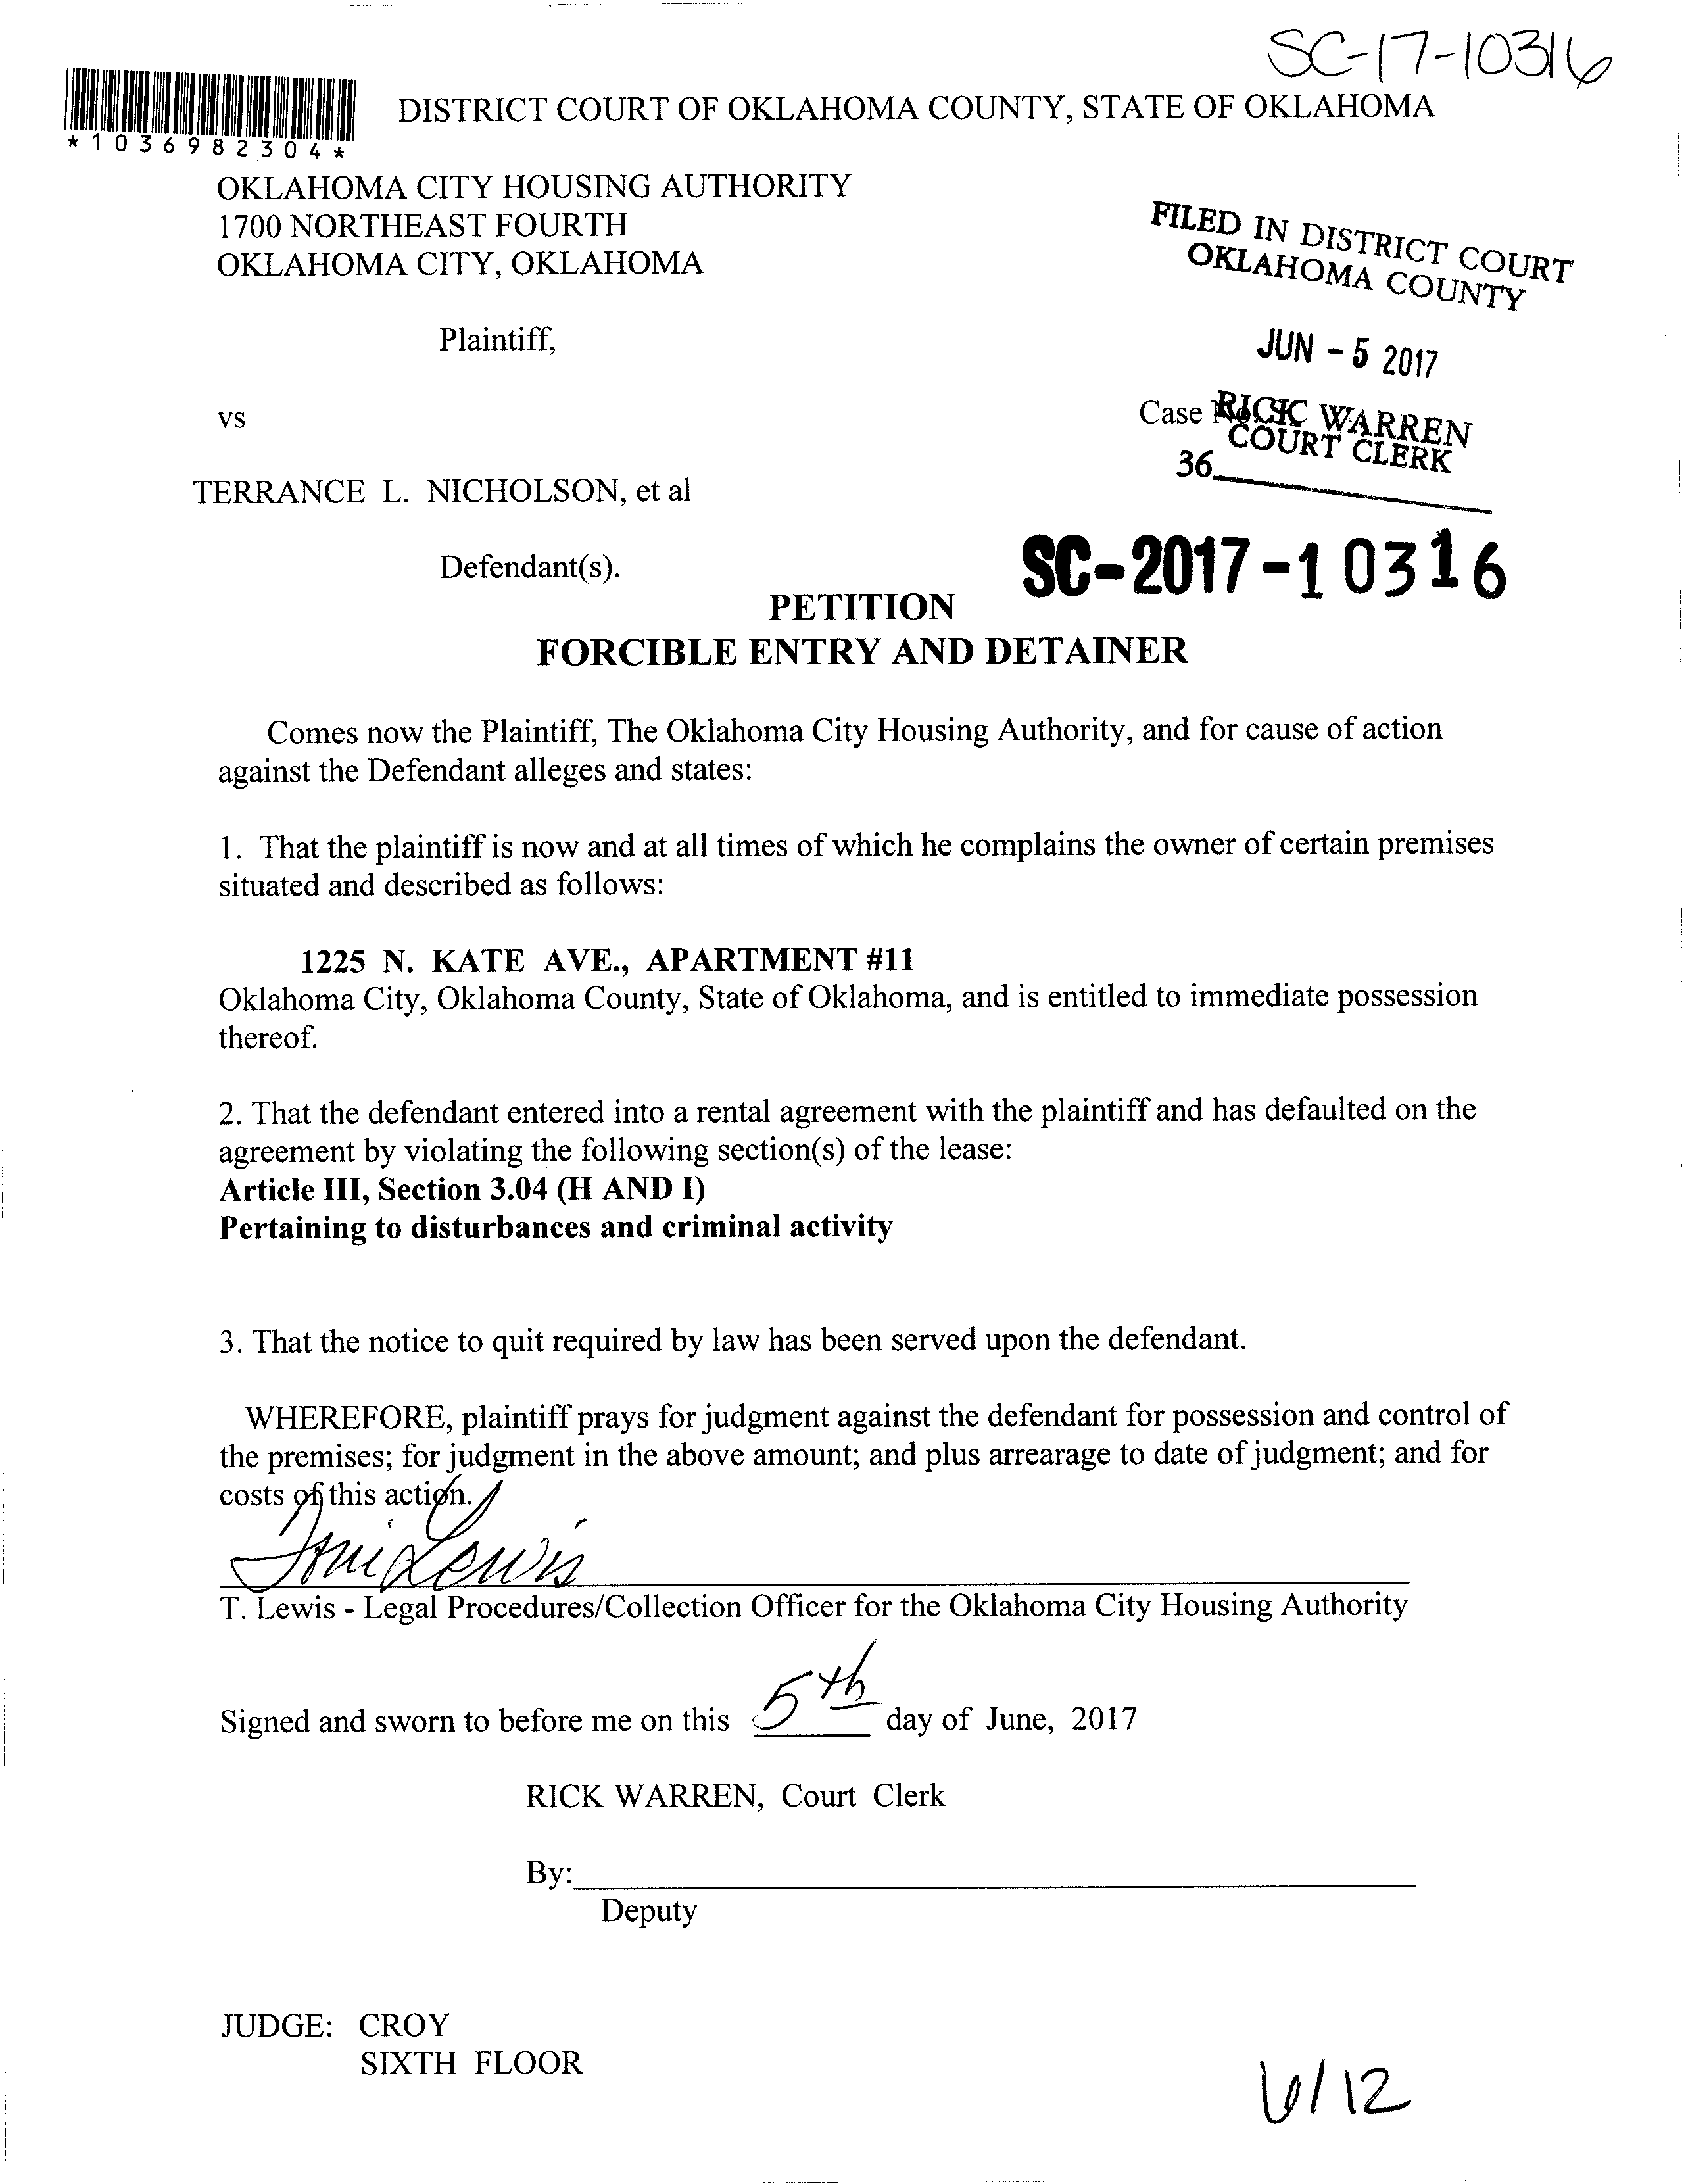 SC-17-10316
*1036982304*
DISTRICT COURT OF OKLAHOMA COUNTY, STATE OF OKLAHOMA
OKLAHOMA CITY HOUSING AUTHORITY
1700 NORTHEAST FOURTH
OKLAHOMA CITY, OKLAHOMA
FILED IN DISTRICT COURT
OKLAHOMA COUNTY
Plaintiff,
JUN - 5 2017
vs
Case No.
RICK WARREN
COURT CLERK
36
TERRANCE L. NICHOLSON, et al
Defendant(s).
SC-2017-10316
PETITION
FORCIBLE ENTRY AND DETAINER
Comes now the Plaintiff, The Oklahoma City Housing Authority, and for cause of action
against the Defendant alleges and states:
1. That the plaintiff is now and at all times of which he complains the owner of certain premises
situated and described as follows:
1225 N. KATE AVE., APARTMENT #11
Oklahoma City, Oklahoma County, State of Oklahoma, and is entitled to immediate possession
thereof.
2. That the defendant entered into a rental agreement with the plaintiff and has defaulted on the
agreement by violating the following section(s) of the lease:
Article III, Section 3.04 (H AND I)
Pertaining to disturbances and criminal activity
3. That the notice to quit required by law has been served upon the defendant.
WHEREFORE, plaintiff prays for judgment against the defendant for possession and control of
the premises; for judgment in the above amount; and plus arrearage to date of judgment; and for
costs of this action.
Toni Lewis
T. Lewis - Legal Procedures/Collection Officer for the Oklahoma City Housing Authority
Signed and sworn to before me on this 5th day of June, 2017
RICK WARREN, Court Clerk
By:
Deputy
JUDGE: CROY
SIXTH FLOOR
6/12